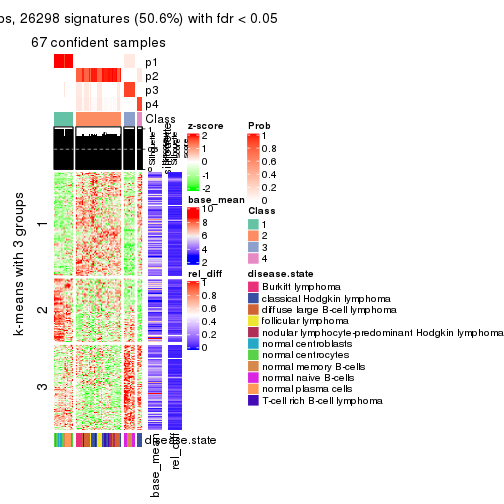 ps, 26298 signatures (50.6%) with fdr < 0.05
67 confident samples
p1
p2
p3
p4
Class
1
0
Silhouette
silhouette
score
k-means with 3 groups
1
2
3
disease.state
base_mean
rel_diff
z-score
2
1
0
-1
-2
base_mean
10
8
6
4
2
rel_diff
1
0.8
0.6
0.4
0.2
0
Prob
1
0.8
0.6
0.4
0.2
0
Class
1
2
3
4
disease.state
Burkitt lymphoma
classical Hodgkin lymphoma
diffuse large B-cell lymphoma
follicular lymphoma
nodular lymphocyte-predominant Hodgkin lymphoma
normal centroblasts
normal centrocytes
normal memory B-cells
normal naive B-cells
normal plasma cells
T-cell rich B-cell lymphoma